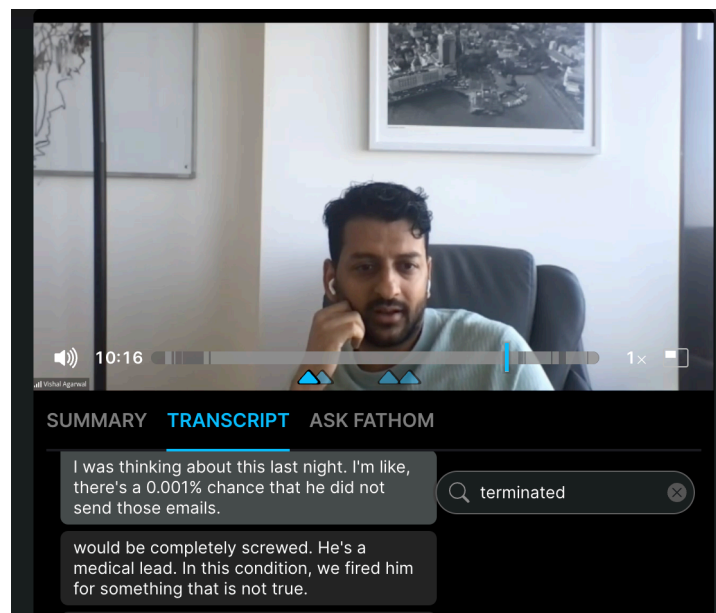 10:16
1×
Vishal Agarwal
SUMMARY TRANSCRIPT ASK FATHOM
I was thinking about this last night. I'm like,
there's a 0.001% chance that he did not
send those emails.
terminated
would be completely screwed. He's a
medical lead. In this condition, we fired him
for something that is not true.